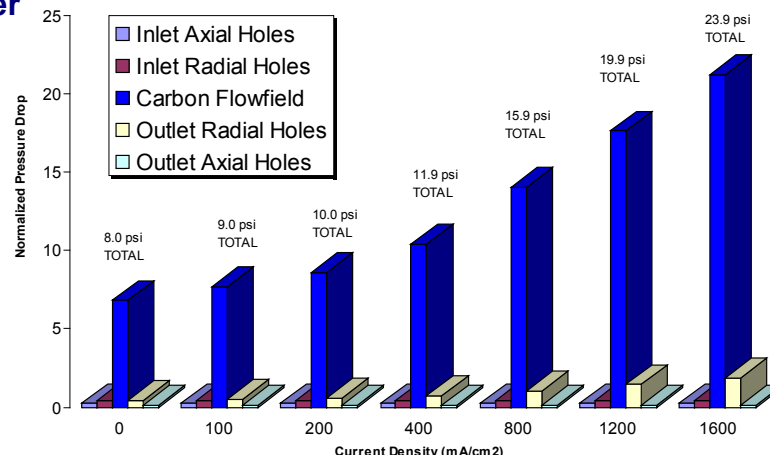 er
Inlet Axial Holes
Inlet Radial Holes
Carbon Flowfield
Outlet Radial Holes
Outlet Axial Holes
Normalized Pressure Drop
25
20
15
10
5
0
8.0 psi
TOTAL
9.0 psi
TOTAL
10.0 psi
TOTAL
11.9 psi
TOTAL
15.9 psi
TOTAL
19.9 psi
TOTAL
23.9 psi
TOTAL
0 100 200 400 800 1200 1600
Current Density (mA/cm2)